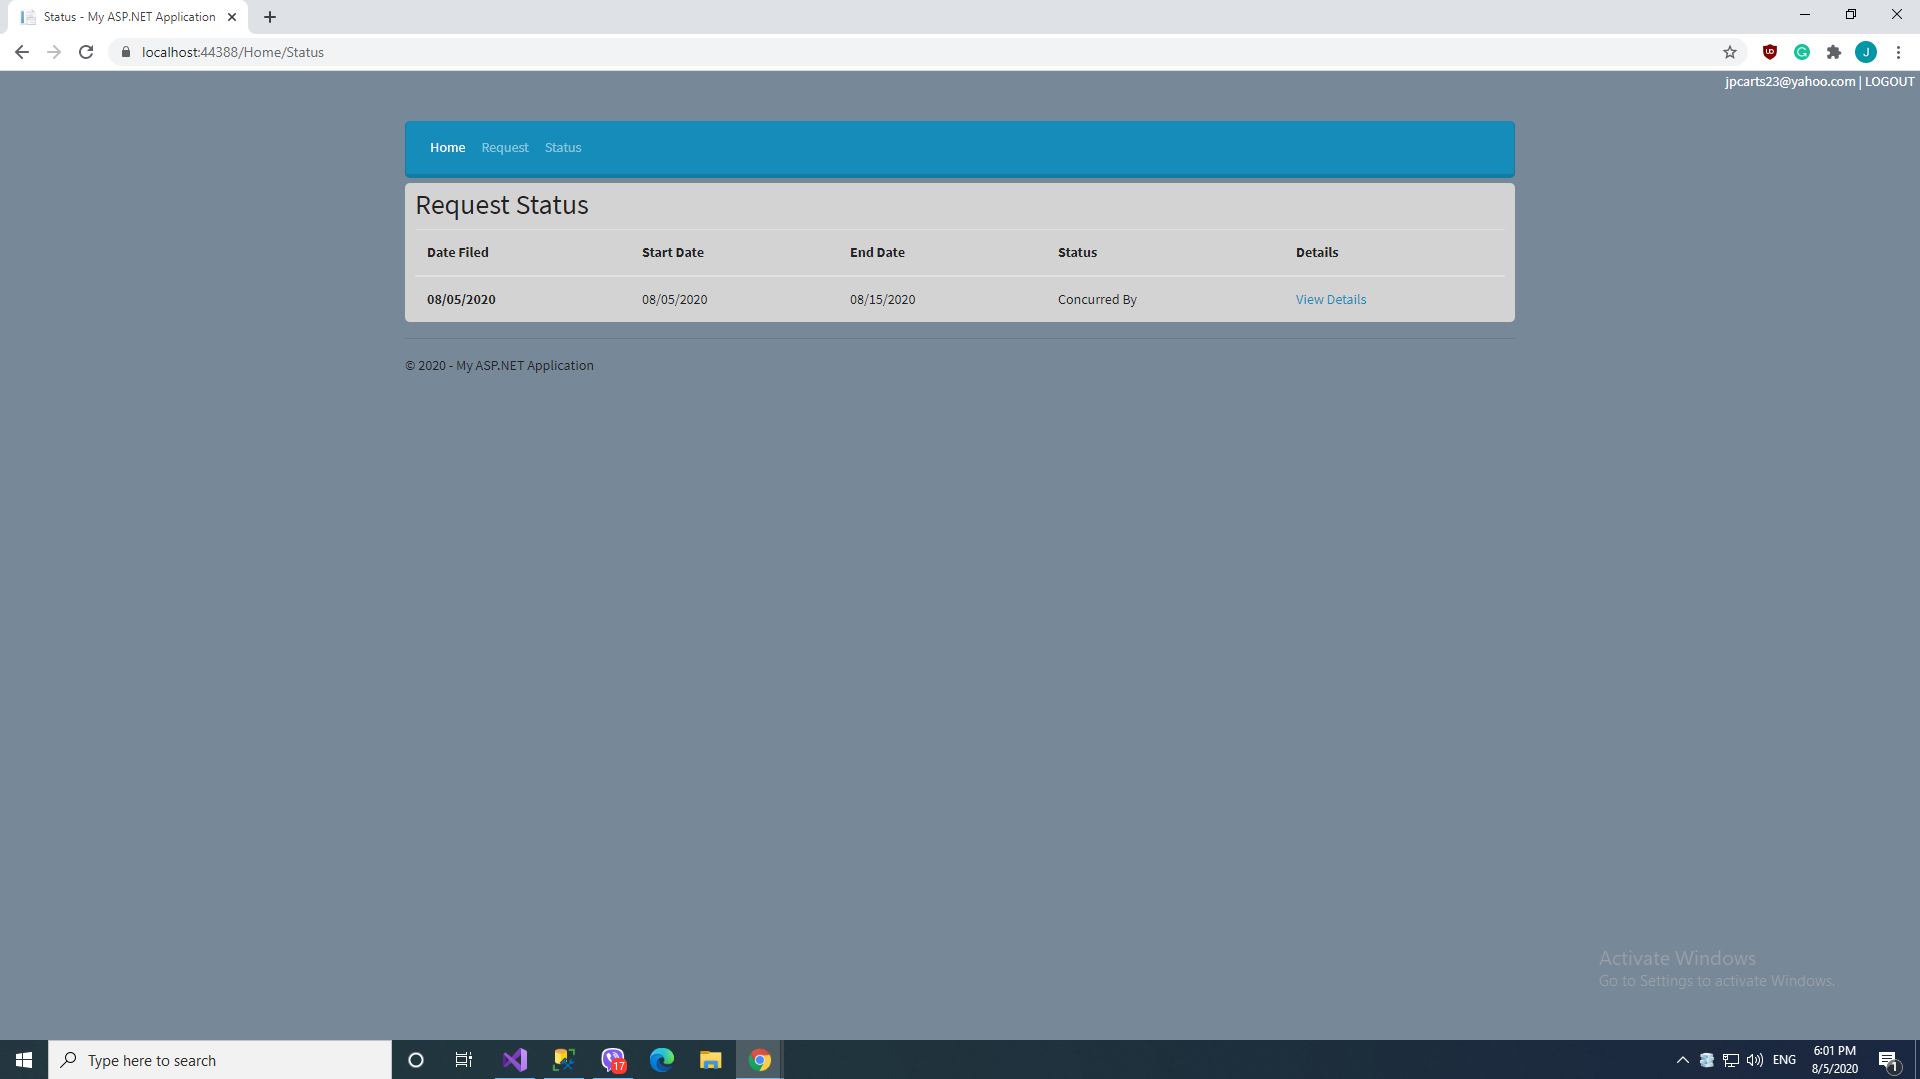 Status - My ASP.NET Application
localhost:44388/Home/Status
J
jpcarts23@yahoo.com | LOGOUT
Home Request Status
Request Status
Date Filed Start Date End Date Status Details
08/05/2020 08/05/2020 08/15/2020 Concurred By View Details
© 2020 - My ASP.NET Application
Activate Windows
Go to Settings to activate Windows.
Type here to search
17
ENG
6:01 PM
8/5/2020
1